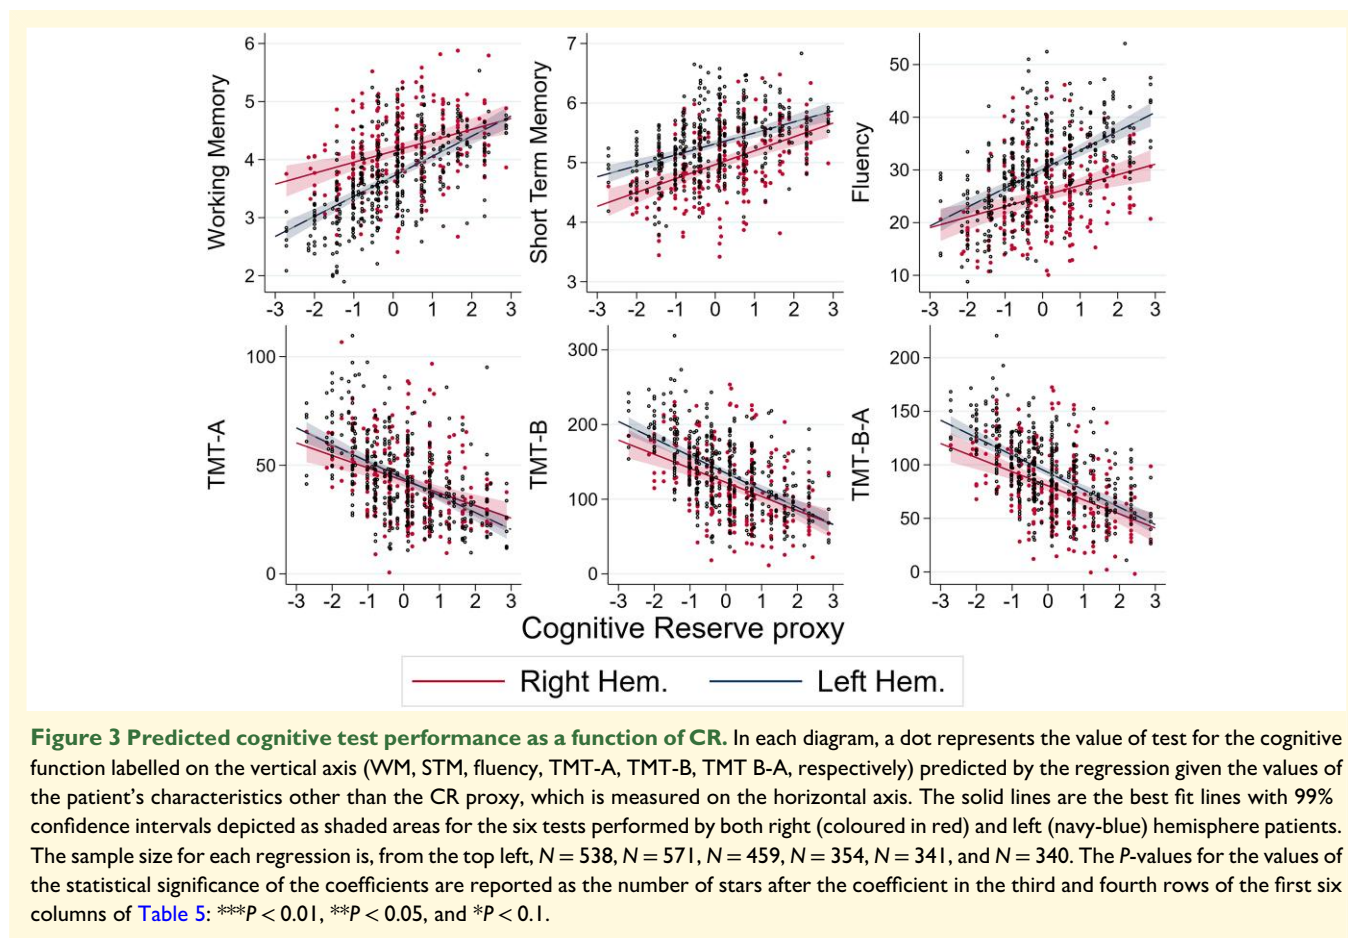 Working Memory
6
5
4
3
2
-3 -2 -1 0 1 2 3
Short Term Memory
7
6
5
4
3
-3 -2 -1 0 1 2 3
Fluency
50
40
30
20
10
-3 -2 -1 0 1 2 3
TMT-A
100
50
0
-3 -2 -1 0 1 2 3
TMT-B
300
200
100
0
-3 -2 -1 0 1 2 3
TMT-B-A
200
150
100
50
0
-3 -2 -1 0 1 2 3
Cognitive Reserve proxy
Right Hem. Left Hem.
Figure 3 Predicted cognitive test performance as a function of CR. In each diagram, a dot represents the value of test for the cognitive
function labelled on the vertical axis (WM, STM, fluency, TMT-A, TMT-B, TMT B-A, respectively) predicted by the regression given the values of
the patient’s characteristics other than the CR proxy, which is measured on the horizontal axis. The solid lines are the best fit lines with 99%
confidence intervals depicted as shaded areas for the six tests performed by both right (coloured in red) and left (navy-blue) hemisphere patients.
The sample size for each regression is, from the top left, N = 538, N = 571, N = 459, N = 354, N = 341, and N = 340. The P-values for the values of
the statistical significance of the coefficients are reported as the number of stars after the coefficient in the third and fourth rows of the first six
columns of Table 5: ***P < 0.01, **P < 0.05, and *P < 0.1.